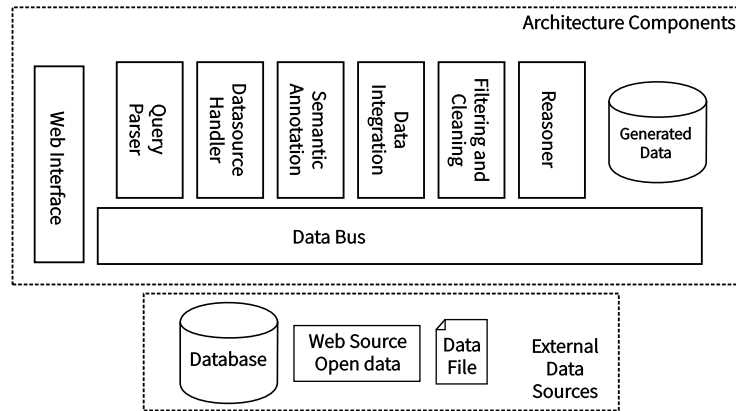 Architecture Components
Web Interface
Query
Parser
Datasource
Handler
Semantic
Annotation
Data
Integration
Filtering and
Cleaning
Reasoner
Generated
Data
Data Bus
Database
Web Source
Open data
Data
File
External
Data
Sources